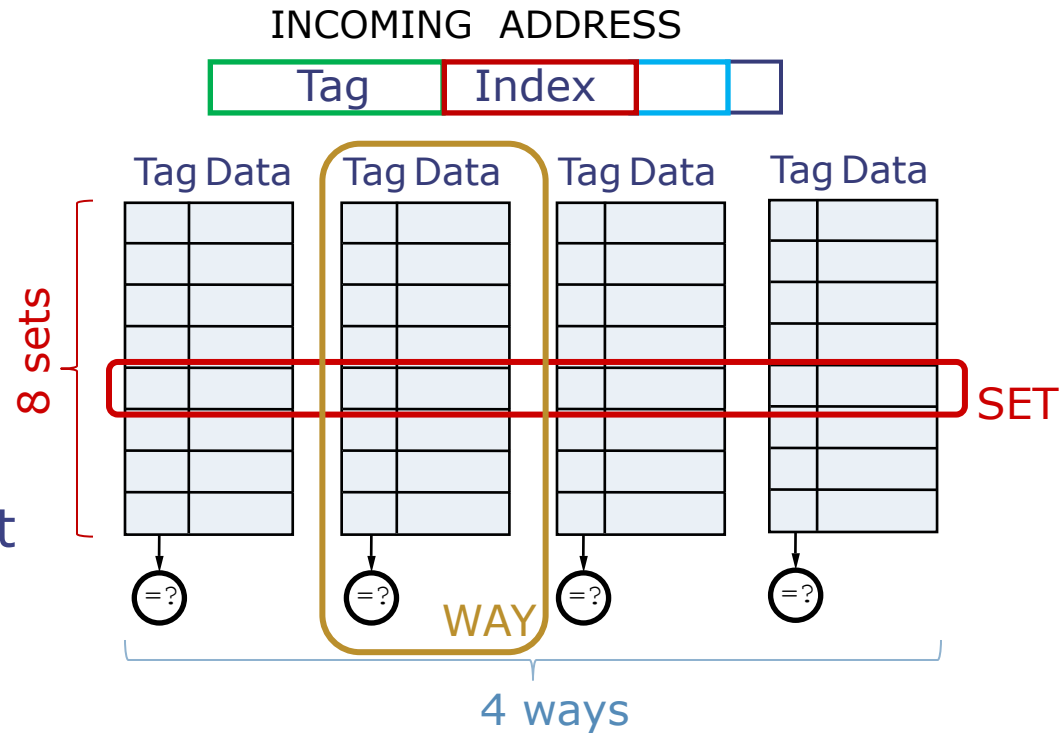 INCOMING ADDRESS
Tag Index
Tag Data Tag Data Tag Data Tag Data
8 sets
SET
t
=? =? =? =?
WAY
4 ways